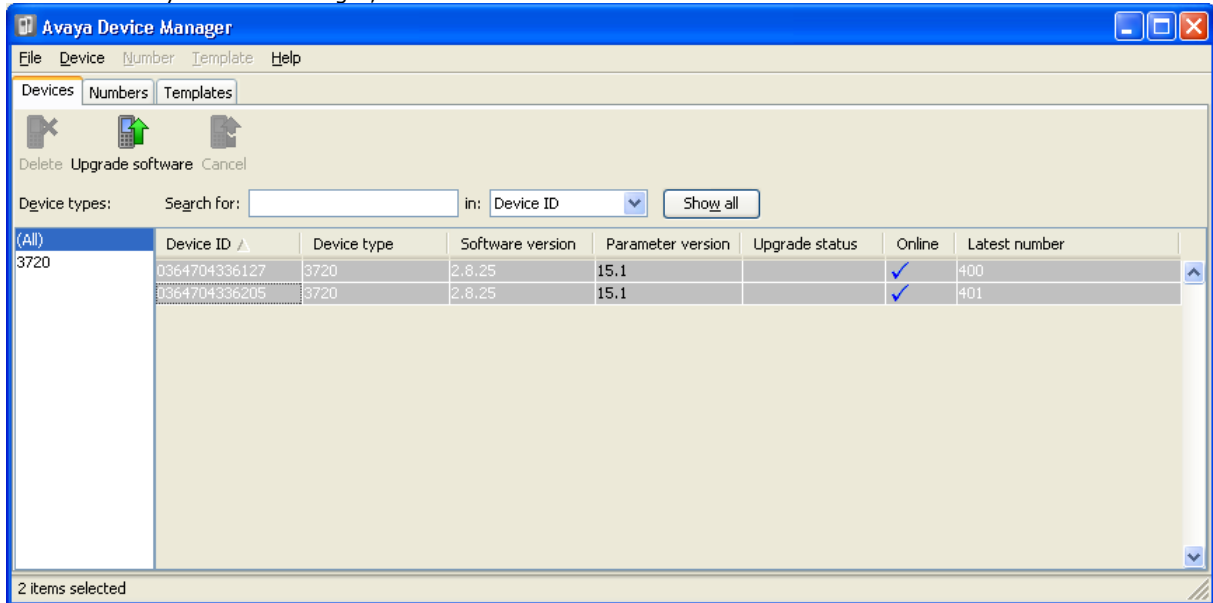 Avaya Device Manager
File Device Number Template Help
Devices Numbers Templates
Delete Upgrade software Cancel
Device types: Search for: in: Device ID Show all
(All) Device ID Device type Software version Parameter version Upgrade status Online Latest number
3720 0364704336127 3720 2.8.25 15.1 400
0364704336205 3720 2.8.25 15.1 401
2 items selected